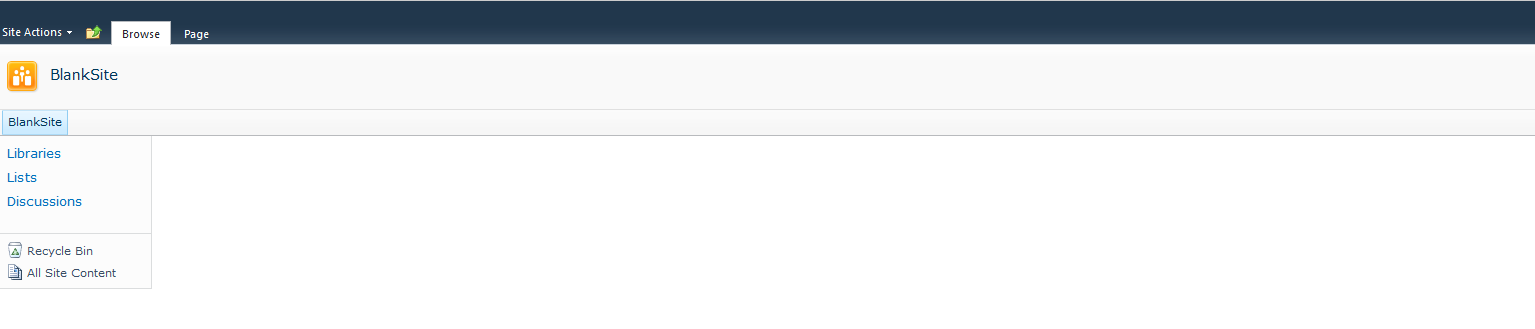 Site Actions Browse Page
BlankSite
BlankSite
Libraries
Lists
Discussions
Recycle Bin
All Site Content